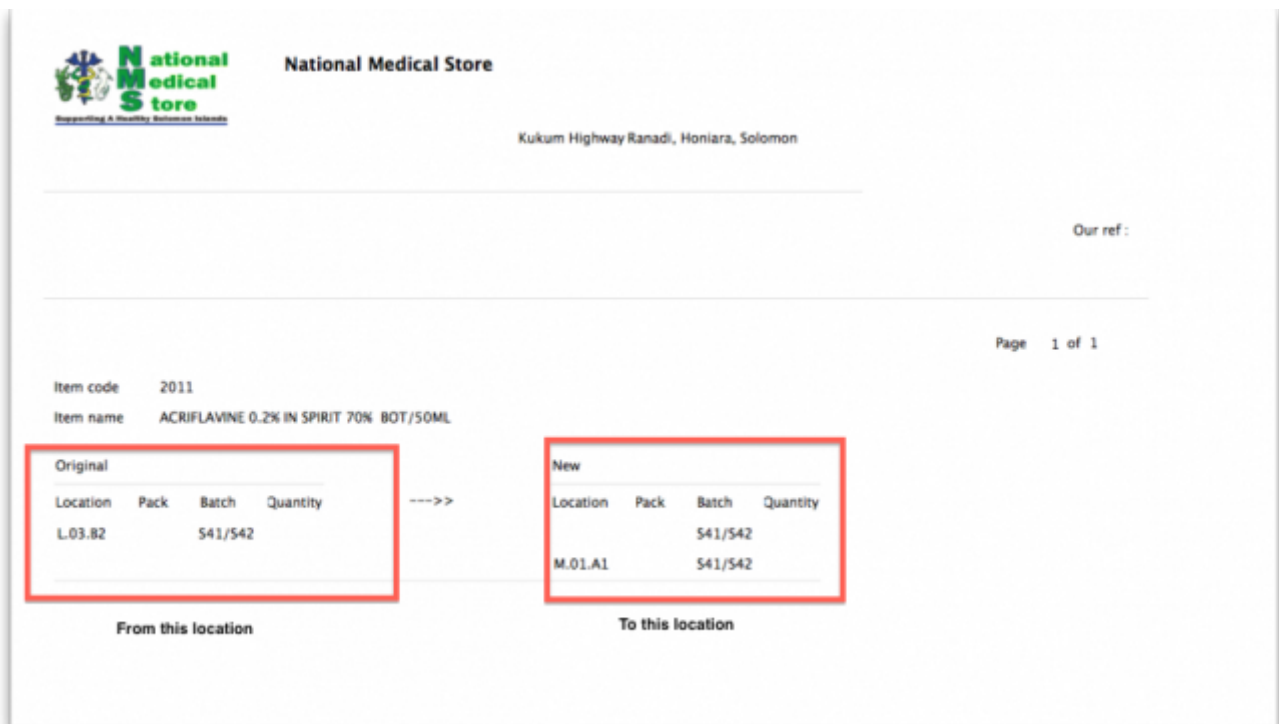 National
Medical
Store
Supporting A Healthy Solomon Islands
National Medical Store
Kukum Highway Ranadi, Honiara, Solomon
Our ref :
Page 1 of 1
Item code 2011
Item name ACRIFLAVINE 0.2% IN SPIRIT 70% BOT/50ML
Original
Location Pack Batch Quantity
L.03.B2 541/542
--->>
New
Location Pack Batch Quantity
541/542
M.01.A1 541/542
From this location
To this location